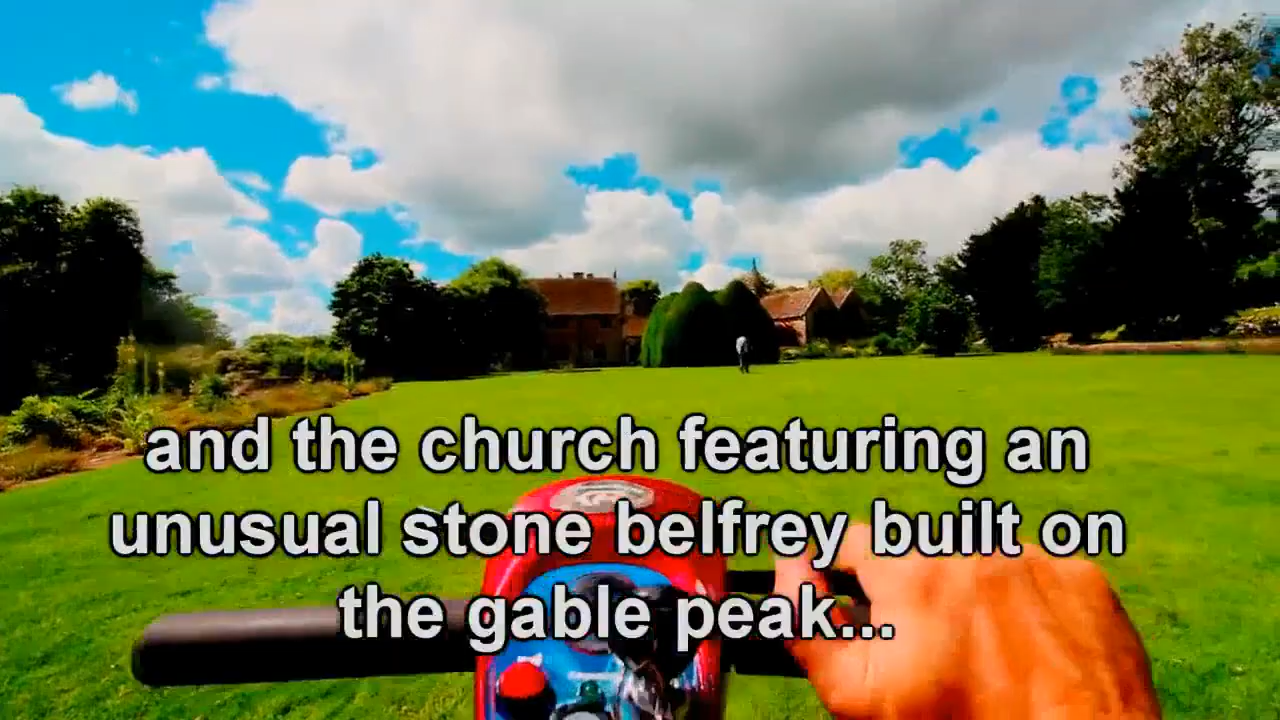 and the church featuring an
unusual stone belfrey built on
the gable peak...